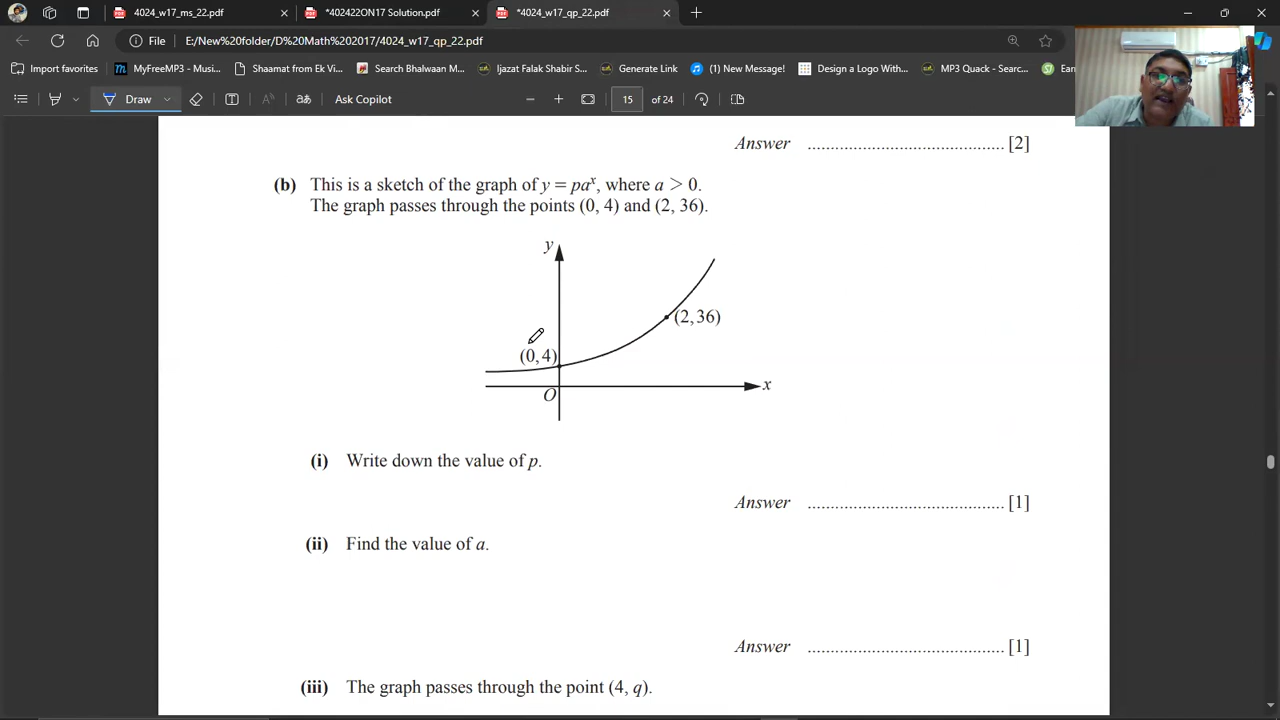 4024_w17_ms_22.pdf
*402422ON17 Solution.pdf
*4024_w17_qp_22.pdf
File
E:/New%20folder/D%20Math%202017/4024_w17_qp_22.pdf
Import favorites
MyFreeMP3 - Musi...
Shamat from Ek Vi...
Search Bhalwaan M...
Ijazat Falak Shabir S...
Generate Link
(1) New Message!
Design a Logo With...
MP3 Quack - Searc...
Ear
Draw
Ask Copilot
15 of 24
Answer .......................................... [2]
(b) This is a sketch of the graph of y = paˣ, where a > 0.
The graph passes through the points (0, 4) and (2, 36).
y
(2, 36)
(0, 4)
O
x
(i) Write down the value of p.
Answer .......................................... [1]
(ii) Find the value of a.
Answer .......................................... [1]
(iii) The graph passes through the point (4, q).